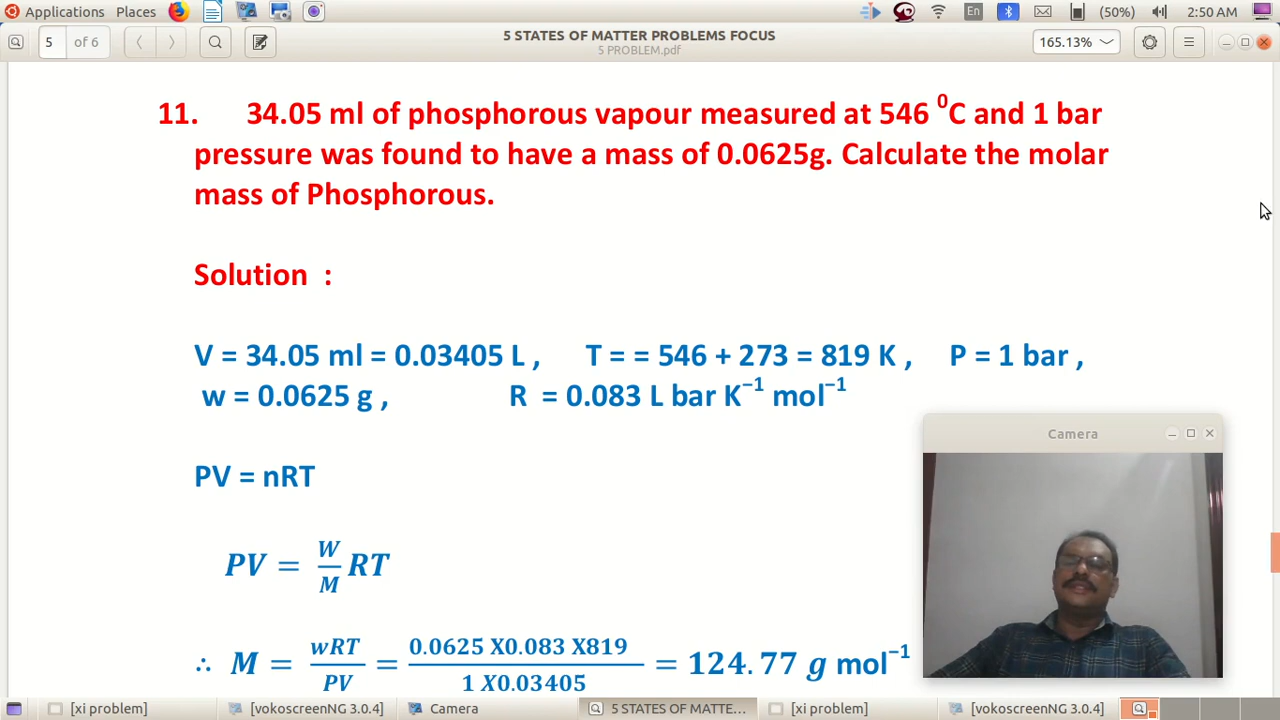 Applications Places En (50%) 2:50 AM
5 of 6 5 STATES OF MATTER PROBLEMS FOCUS 165.13%
5 PROBLEM.pdf
11. 34.05 ml of phosphorous vapour measured at 546 ⁰C and 1 bar
pressure was found to have a mass of 0.0625g. Calculate the molar
mass of Phosphorous.
Solution :
V = 34.05 ml = 0.03405 L , T = = 546 + 273 = 819 K , P = 1 bar ,
w = 0.0625 g , R = 0.083 L bar K⁻¹ mol⁻¹
Camera
PV = nRT
PV = W/M RT
∴ M = wRT/PV = 0.0625 X0.083 X819/1 X0.03405 = 124.77 g mol⁻¹
[xi problem] [vokoscreenNG 3.0.4] Camera 5 STATES OF MATTE... [xi problem] [vokoscreenNG 3.0.4]